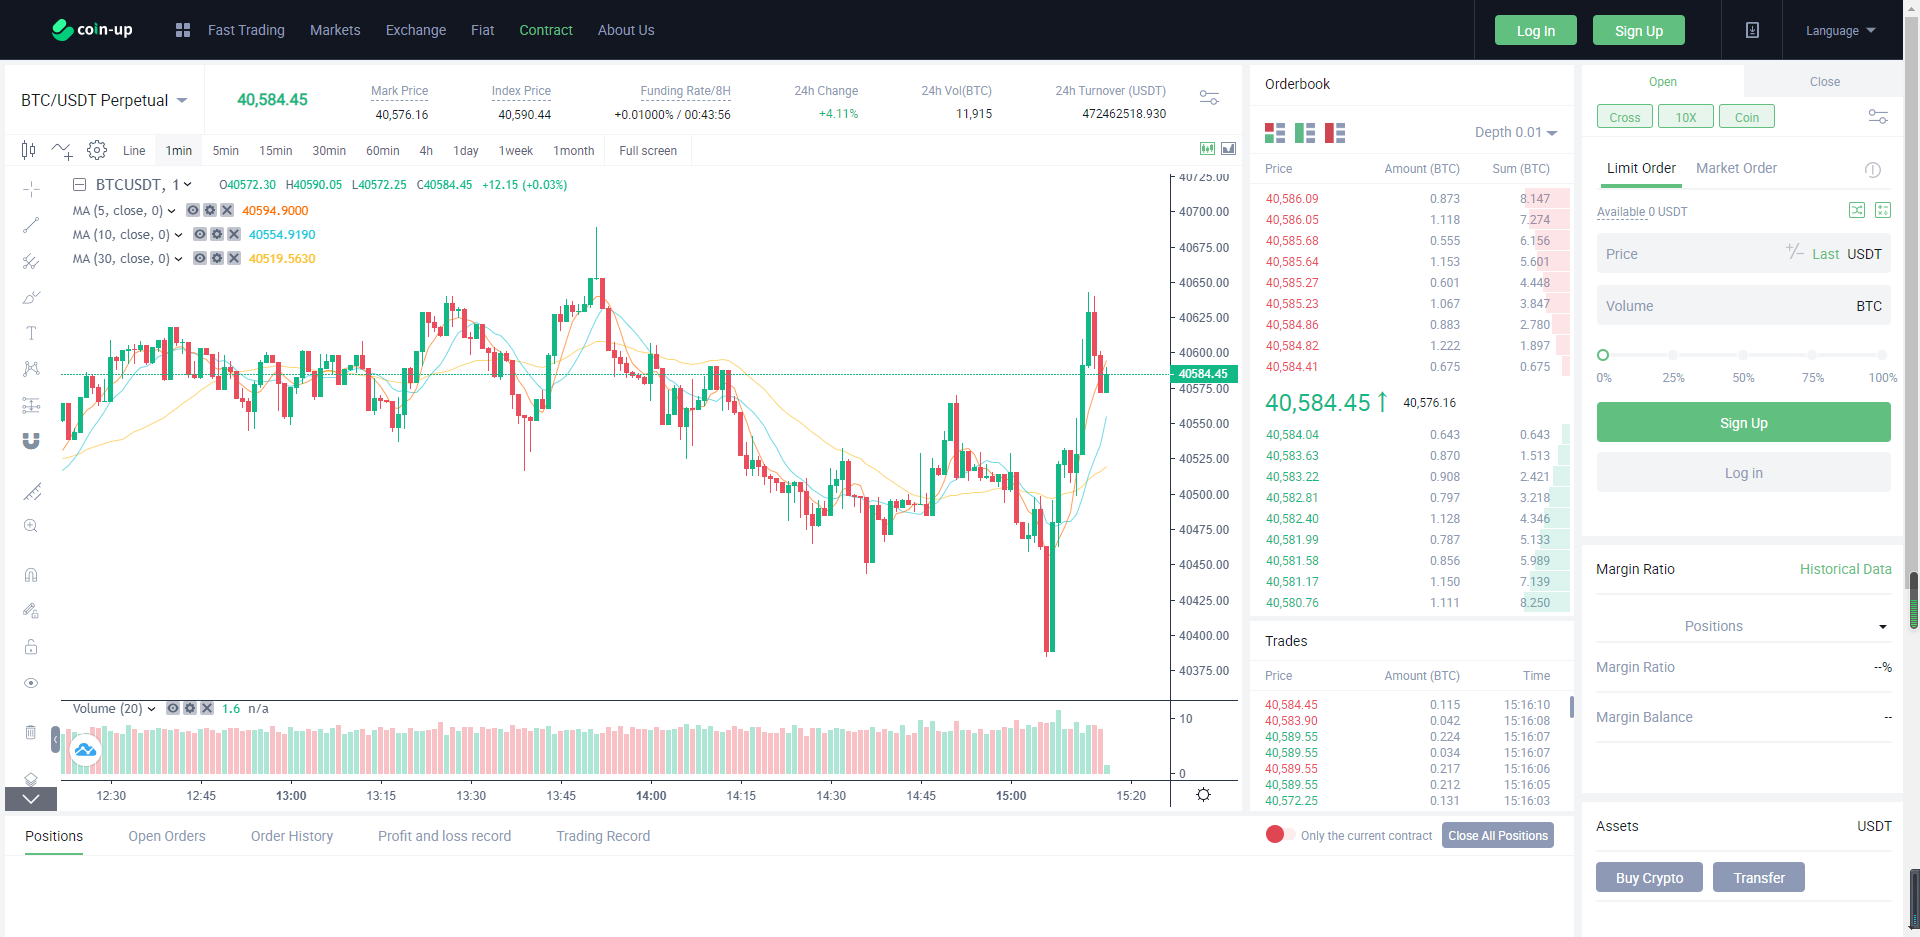 coin-up Fast Trading Markets Exchange Fiat Contract About Us Log In Sign Up Language
BTC/USDT Perpetual 40,584.45
Mark Price 40,576.16
Index Price 40,590.44
Funding Rate/8H +0.01000% / 00:43:56
24h Change +4.11%
24h Vol(BTC) 11,915
24h Turnover (USDT) 472462518.930
Line 1min 5min 15min 30min 60min 4h 1day 1week 1month Full screen
BTCUSDT, 1 O40572.30 H40590.05 L40572.25 C40584.45 +12.15 (+0.03%)
MA (5, close, 0) 40594.9000
MA (10, close, 0) 40554.9190
MA (30, close, 0) 40519.5630
40725.00
40700.00
40675.00
40650.00
40625.00
40600.00
40584.45
40575.00
40550.00
40525.00
40500.00
40475.00
40450.00
40425.00
40400.00
40375.00
Volume (20) 1.6 n/a
10
0
12:30 12:45 13:00 13:15 13:30 13:45 14:00 14:15 14:30 14:45 15:00 15:20
Orderbook
Depth 0.01
Price Amount (BTC) Sum (BTC)
40,586.09 0.873 8.147
40,586.05 1.118 7.274
40,585.68 0.555 6.156
40,585.64 1.153 5.601
40,585.27 0.601 4.448
40,585.23 1.067 3.847
40,584.86 0.883 2.780
40,584.82 1.222 1.897
40,584.41 0.675 0.675
40,584.45 ↑ 40,576.16
40,584.04 0.643 0.643
40,583.63 0.870 1.513
40,583.22 0.908 2.421
40,582.81 0.797 3.218
40,582.40 1.128 4.346
40,581.99 0.787 5.133
40,581.58 0.856 5.989
40,581.17 1.150 7.139
40,580.76 1.111 8.250
Trades
Price Amount (BTC) Time
40,584.45 0.115 15:16:10
40,583.90 0.042 15:16:08
40,589.55 0.224 15:16:07
40,589.55 0.034 15:16:07
40,589.55 0.217 15:16:06
40,589.55 0.212 15:16:05
40,572.25 0.131 15:16:03
Open Close
Cross 10X Coin
Limit Order Market Order
Available 0 USDT
Price +/- Last USDT
Volume BTC
0% 25% 50% 75% 100%
Sign Up
Log in
Margin Ratio Historical Data
Positions
Margin Ratio --%
Margin Balance --
Assets USDT
Buy Crypto Transfer
Positions Open Orders Order History Profit and loss record Trading Record Only the current contract Close All Positions